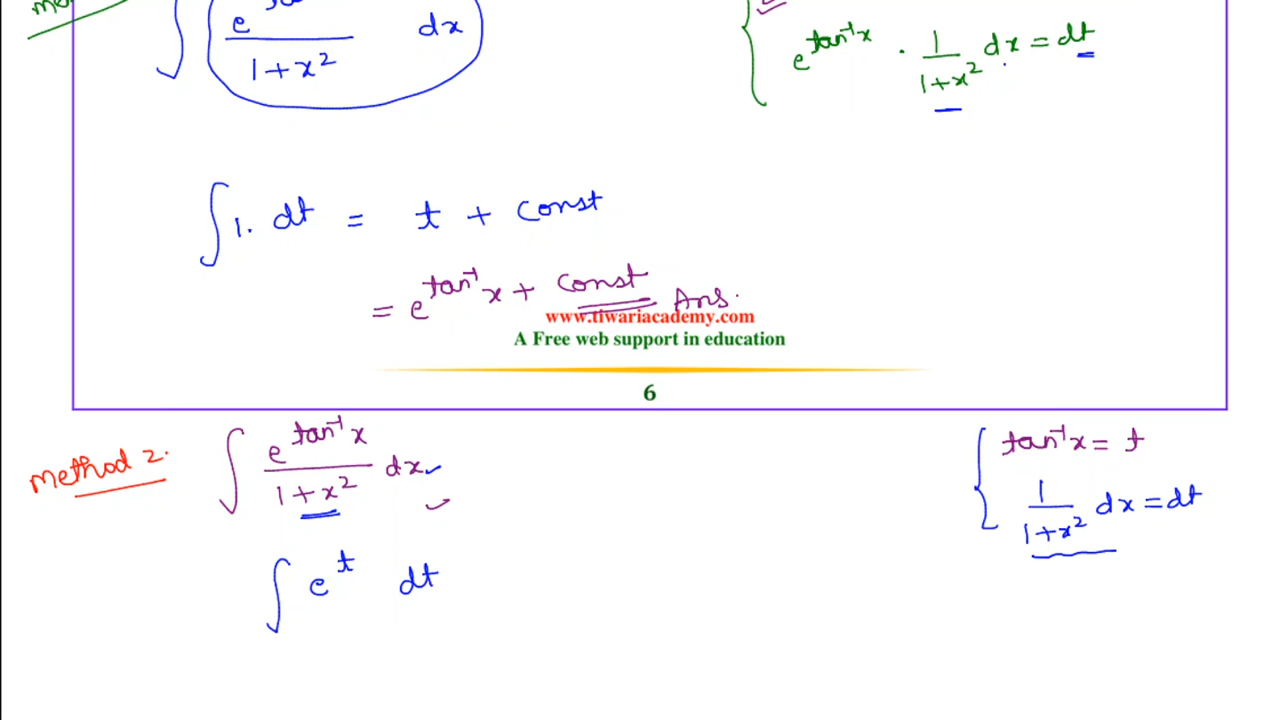 e
∫ ——— dx
1+x²
e^tan⁻¹x · 1/(1+x²) dx = dt
∫ 1. dt = t + const
= e^tan⁻¹x + const Ans.
www.tiwariacademy.com
A Free web support in education
6
method 2. ∫ e^tan⁻¹x/(1+x²) dx
tan⁻¹x = t
1/(1+x²) dx = dt
∫ e^t dt